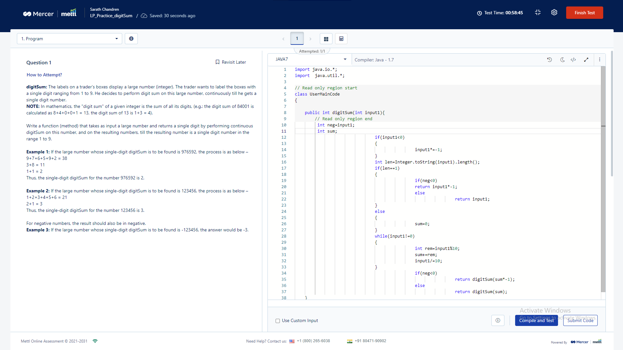 Mercer | mettl
Sareth Chandren
LP_Practice_digitSum / Saved: 30 seconds ago
Test Time: 00:58:45
Finish Test
1. Program
1
Attempted: 1/1
Question 1
Revisit Later
How to Attempt?
digitSum: The labels on a trader's boxes display a large number (integer). The trader wants to label the boxes with
a single digit ranging from 1 to 9. He decides to perform digit sum on this large number, continuously till he gets a
single digit number.
NOTE: In mathematics, the "digit sum" of a given integer is the sum of all its digits, (e.g.: the digit sum of 84001 is
calculated as 8+4+0+0+1 = 13, the digit sum of 13 is 1+3 = 4).
Write a function (method) that takes as input a large number and returns a single digit by performing continuous
digitSum on this number, and on the resulting numbers, till the resulting number is a single digit number in the
range 1 to 9.
Example 1: If the large number whose single-digit digitSum is to be found is 976592, the process is as below –
9+7+6+5+9+2 = 38
3+8 = 11
1+1 = 2
Thus, the single-digit digitSum for the number 976592 is 2.
Example 2: If the large number whose single-digit digitSum is to be found is 123456, the process is as below –
1+2+3+4+5+6 = 21
2+1 = 3
Thus, the single-digit digitSum for the number 123456 is 3.
For negative numbers, the result should also be in negative.
Example 3: If the large number whose single-digit digitSum is to be found is -123456, the answer would be -3.
JAVA7
Compiler: Java - 1.7
1 import java.io.*;
2 import java.util.*;
3
4 // Read only region start
5 class UserMainCode
6 {
7
8 public int digitSum(int input1){
9 // Read only region end
10 int neg=input1;
11 int sum;
12 if(input1<0)
13 {
14 input1*=-1;
15 }
16 int len=Integer.toString(input1).length();
17 if(len==1)
18 {
19 if(neg<0)
20 return input1*-1;
21 else
22 return input1;
23 }
24 else
25 {
26 sum=0;
27 }
28 while(input1!=0)
29 {
30 int rem=input1%10;
31 sum+=rem;
32 input1/=10;
33 }
34 if(neg<0)
35 return digitSum(sum*-1);
36 else
37 return digitSum(sum);
38 }
Use Custom Input
Compile and Test
Submit Code
Activate Windows
Mettl Online Assessment © 2021-2031
Need Help? Contact us: +1 (800) 265-6038
+91 80471-90902
Powered By Mercer | mettl